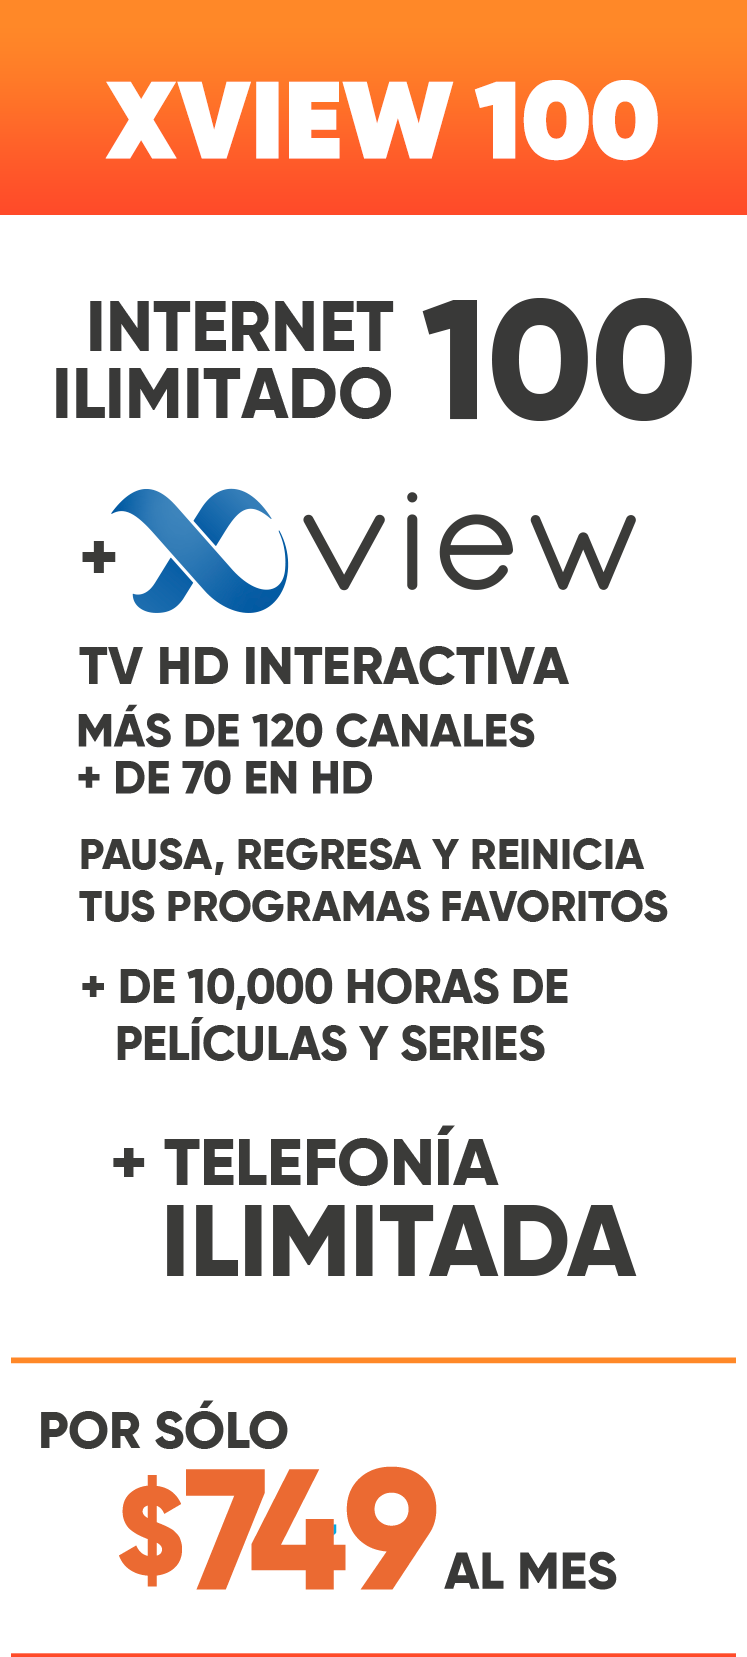 XVIEW 100
INTERNET
ILIMITADO 100
+ Xview
TV HD INTERACTIVA
MÁS DE 120 CANALES
+ DE 70 EN HD
PAUSA, REGRESA Y REINICIA
TUS PROGRAMAS FAVORITOS
+ DE 10,000 HORAS DE
PELÍCULAS Y SERIES
+ TELEFONÍA
ILIMITADA
POR SÓLO
$749 AL MES